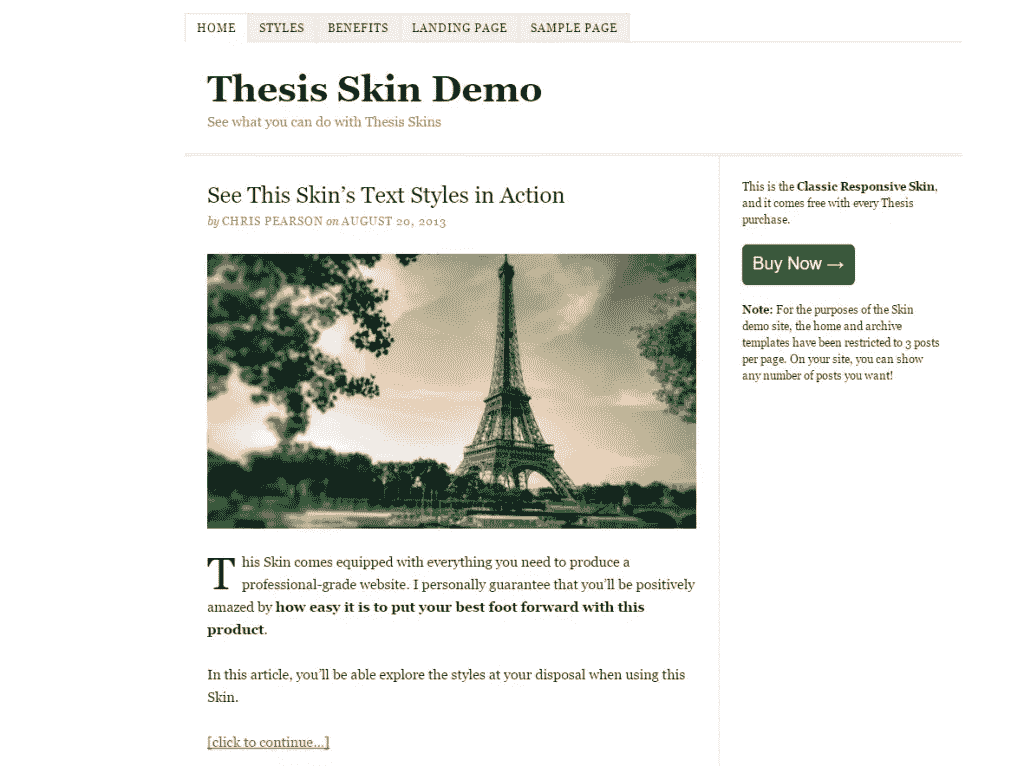 HOME STYLES BENEFITS LANDING PAGE SAMPLE PAGE
Thesis Skin Demo
See what you can do with Thesis Skins
See This Skin’s Text Styles in Action
by CHRIS PEARSON on AUGUST 20, 2013
This Skin comes equipped with everything you need to produce a
professional-grade website. I personally guarantee that you’ll be positively
amazed by how easy it is to put your best foot forward with this
product.
In this article, you’ll be able explore the styles at your disposal when using this
Skin.
[click to continue…]
This is the Classic Responsive Skin,
and it comes free with every Thesis
purchase.
Buy Now →
Note: For the purposes of the Skin
demo site, the home and archive
templates have been restricted to 3 posts
per page. On your site, you can show
any number of posts you want!